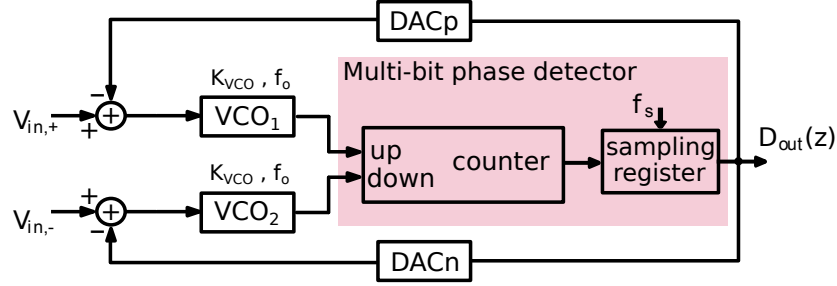 DACp
K_VCO , f_o
Multi-bit phase detector
V_in,+
−
+
+
VCO_1
f_s
up
down
counter
sampling
register
D_out(z)
K_VCO , f_o
V_in,-
+
+
−
VCO_2
DACn